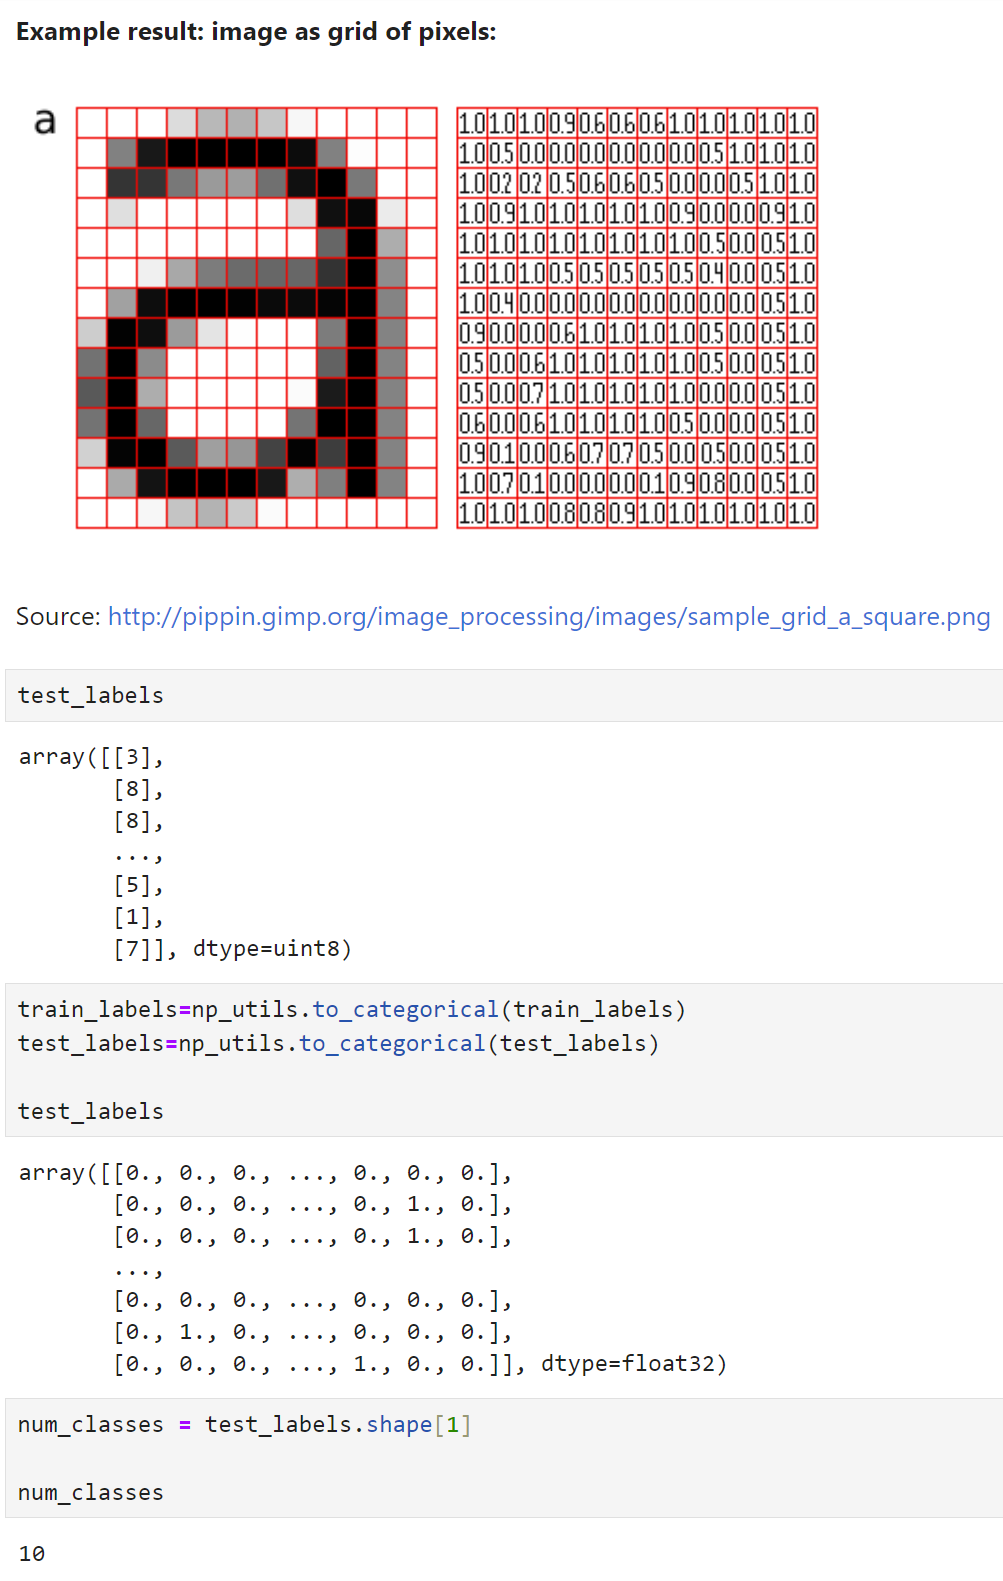 Example result: image as grid of pixels:
a
1.0 1.0 1.0 0.9 0.6 0.6 0.6 1.0 1.0 1.0 1.0 1.0
1.0 0.5 0.0 0.0 0.0 0.0 0.0 0.0 0.5 1.0 1.0 1.0
1.0 0.2 0.2 0.5 0.6 0.6 0.5 0.0 0.0 0.5 1.0 1.0
1.0 0.9 1.0 1.0 1.0 1.0 1.0 0.9 0.0 0.0 0.9 1.0
1.0 1.0 1.0 1.0 1.0 1.0 1.0 1.0 0.5 0.0 0.5 1.0
1.0 1.0 1.0 0.5 0.5 0.5 0.5 0.5 0.4 0.0 0.5 1.0
1.0 0.4 0.0 0.0 0.0 0.0 0.0 0.0 0.0 0.0 0.5 1.0
0.9 0.0 0.0 0.6 1.0 1.0 1.0 1.0 0.5 0.0 0.5 1.0
0.5 0.0 0.6 1.0 1.0 1.0 1.0 1.0 0.5 0.0 0.5 1.0
0.5 0.0 0.7 1.0 1.0 1.0 1.0 1.0 0.0 0.0 0.5 1.0
0.6 0.0 0.6 1.0 1.0 1.0 1.0 0.5 0.0 0.0 0.5 1.0
0.9 0.1 0.0 0.6 0.7 0.7 0.5 0.0 0.5 0.0 0.5 1.0
1.0 0.7 0.1 0.0 0.0 0.0 0.1 0.9 0.8 0.0 0.5 1.0
1.0 1.0 1.0 0.8 0.8 0.9 1.0 1.0 1.0 1.0 1.0 1.0
Source: http://pippin.gimp.org/image_processing/images/sample_grid_a_square.png
test_labels
array([[3],
[8],
[8],
...,
[5],
[1],
[7]], dtype=uint8)
train_labels=np_utils.to_categorical(train_labels)
test_labels=np_utils.to_categorical(test_labels)
test_labels
array([[0., 0., 0., ..., 0., 0., 0.],
[0., 0., 0., ..., 0., 1., 0.],
[0., 0., 0., ..., 0., 1., 0.],
...,
[0., 0., 0., ..., 0., 0., 0.],
[0., 1., 0., ..., 0., 0., 0.],
[0., 0., 0., ..., 1., 0., 0.]], dtype=float32)
num_classes = test_labels.shape[1]
num_classes
10